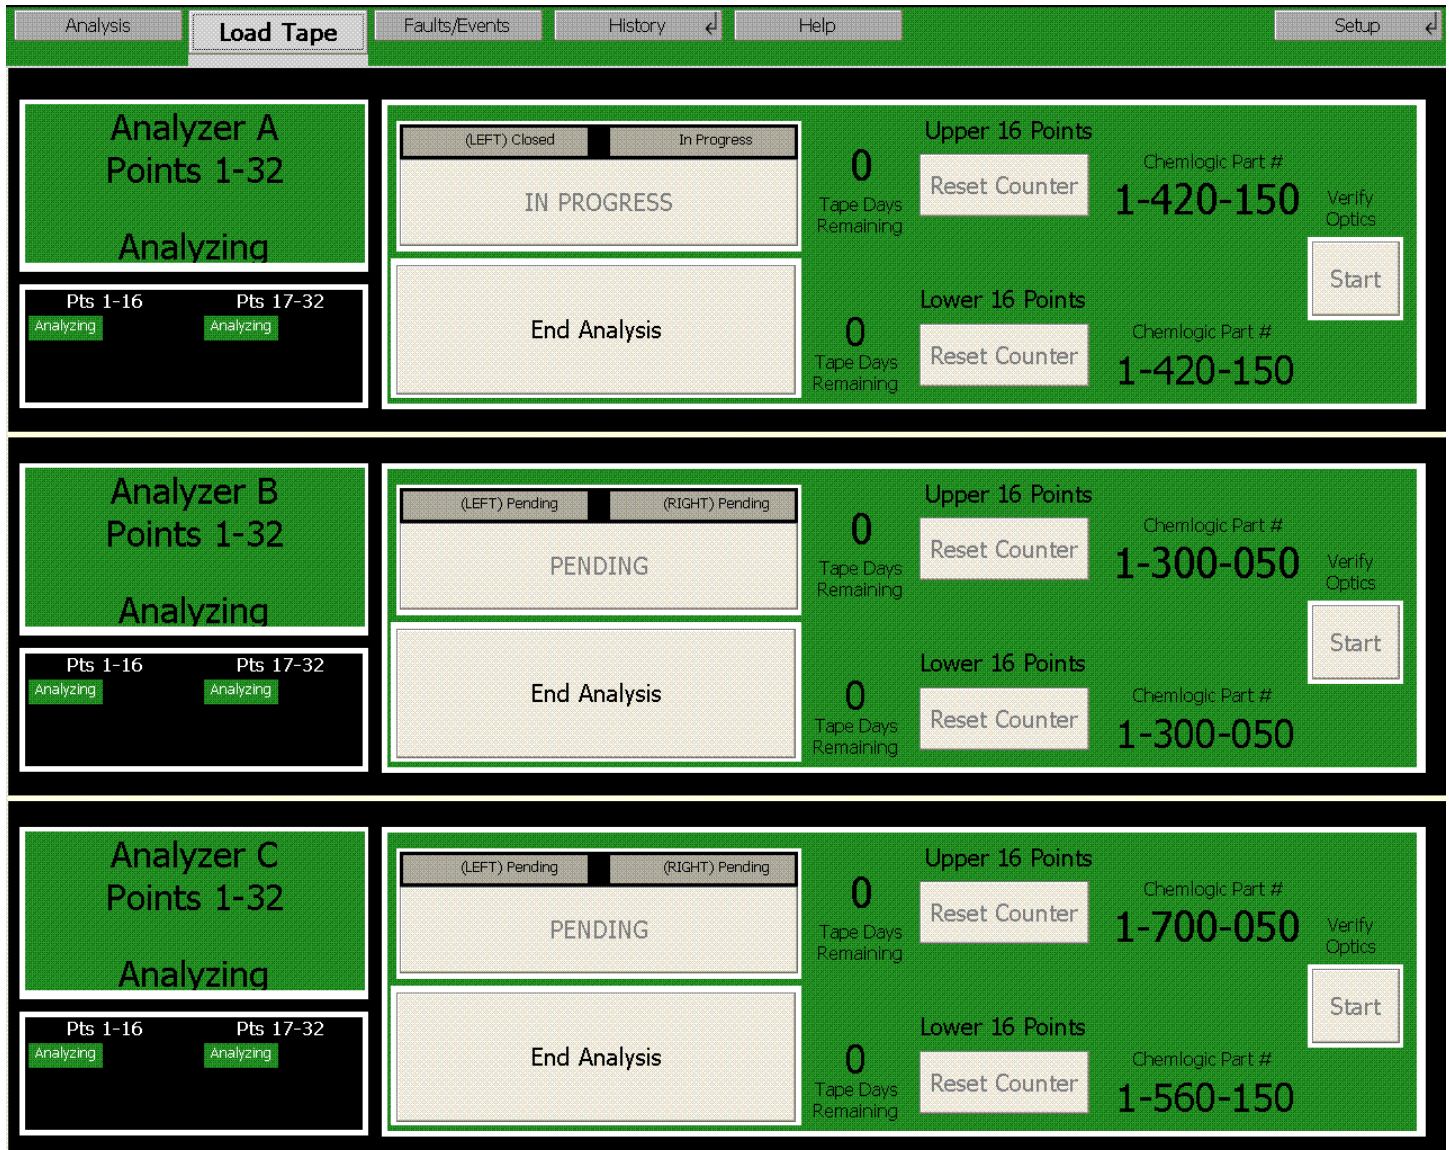 Analysis
Load Tape
Faults/Events
History
Help
Setup
Analyzer A
Points 1-32
Analyzing
Pts 1-16 Pts 17-32
Analyzing Analyzing
(LEFT) Closed In Progress
IN PROGRESS
End Analysis
0
Tape Days
Remaining
Upper 16 Points
Reset Counter
Chemlogic Part #
1-420-150
0
Tape Days
Remaining
Lower 16 Points
Reset Counter
Chemlogic Part #
1-420-150
Verify
Optics
Start
Analyzer B
Points 1-32
Analyzing
Pts 1-16 Pts 17-32
Analyzing Analyzing
(LEFT) Pending (RIGHT) Pending
PENDING
End Analysis
0
Tape Days
Remaining
Upper 16 Points
Reset Counter
Chemlogic Part #
1-300-050
0
Tape Days
Remaining
Lower 16 Points
Reset Counter
Chemlogic Part #
1-300-050
Verify
Optics
Start
Analyzer C
Points 1-32
Analyzing
Pts 1-16 Pts 17-32
Analyzing Analyzing
(LEFT) Pending (RIGHT) Pending
PENDING
End Analysis
0
Tape Days
Remaining
Upper 16 Points
Reset Counter
Chemlogic Part #
1-700-050
0
Tape Days
Remaining
Lower 16 Points
Reset Counter
Chemlogic Part #
1-560-150
Verify
Optics
Start